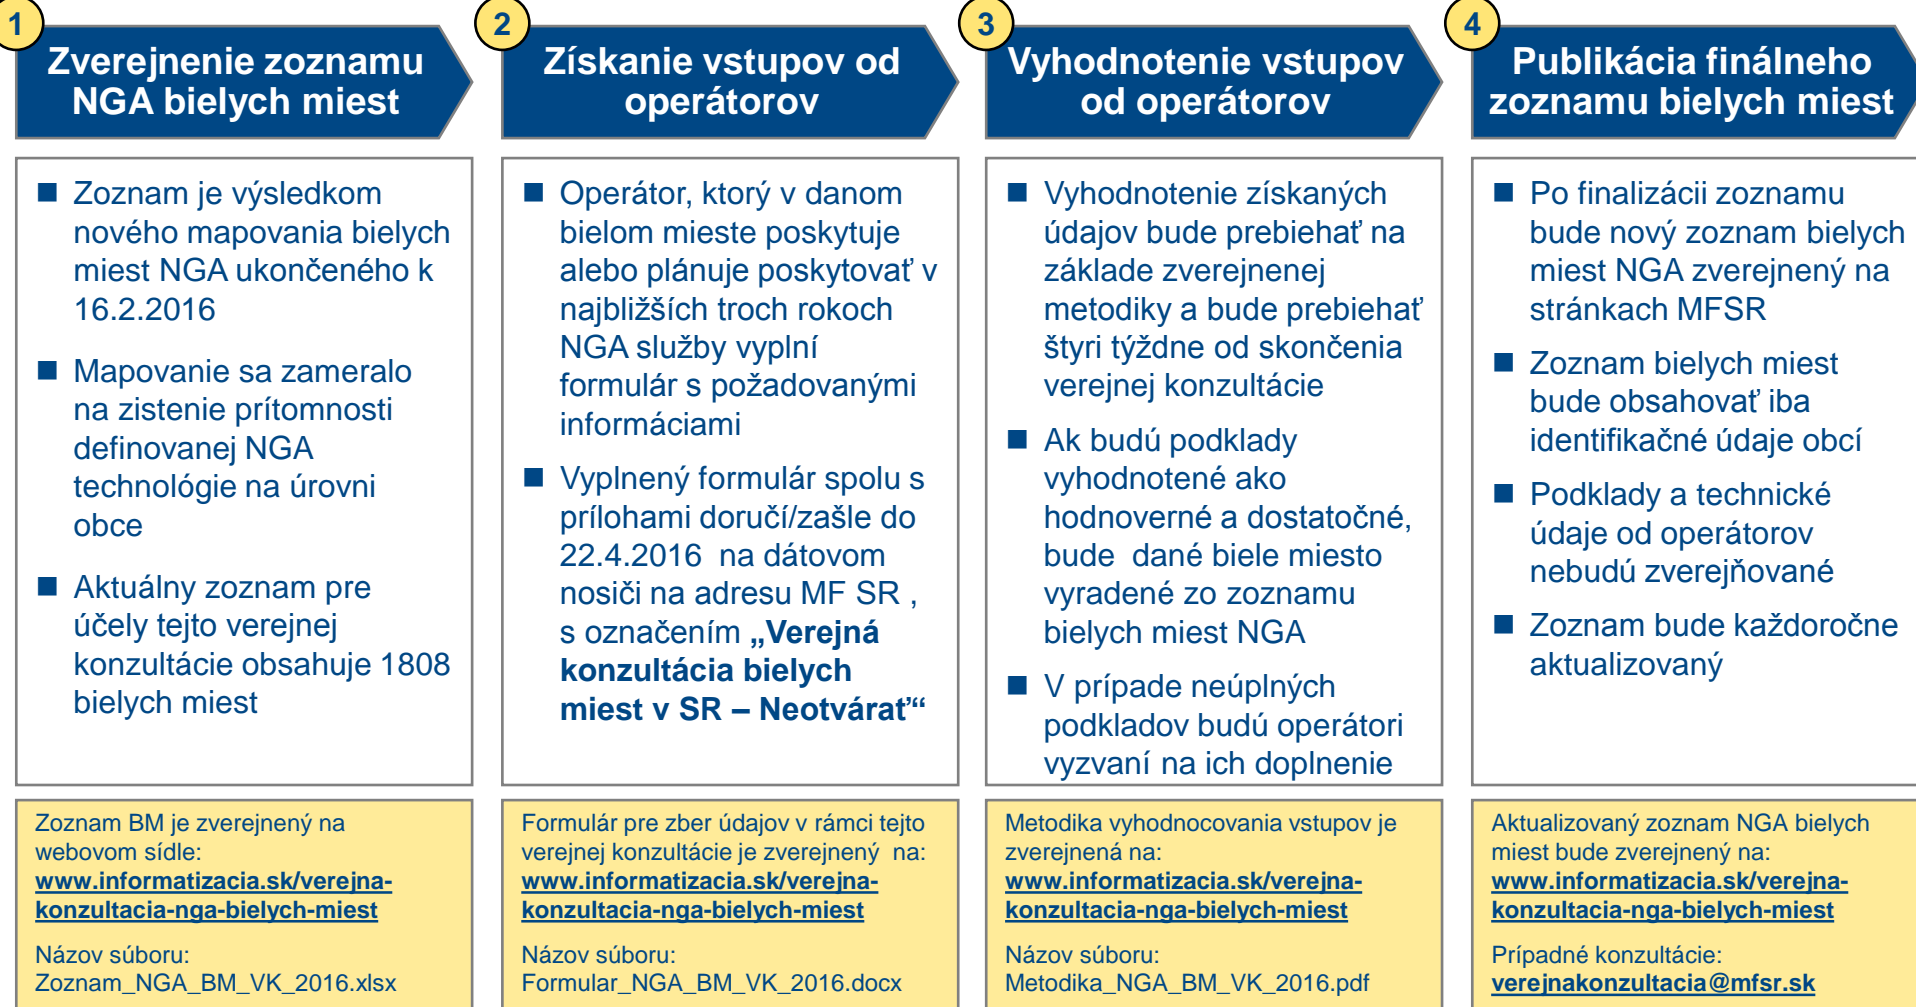 1
Zverejnenie zoznamu
NGA bielych miest
Zoznam je výsledkom
nového mapovania bielych
miest NGA ukončeného k
16.2.2016
Mapovanie sa zameralo
na zistenie prítomnosti
definovanej NGA
technológie na úrovni
obce
Aktuálny zoznam pre
účely tejto verejnej
konzultácie obsahuje 1808
bielych miest
Zoznam BM je zverejnený na
webovom sídle:
www.informatizacia.sk/verejna-
konzultacia-nga-bielych-miest
Názov súboru:
Zoznam_NGA_BM_VK_2016.xlsx
2
Získanie vstupov od
operátorov
Operátor, ktorý v danom
bielom mieste poskytuje
alebo plánuje poskytovať v
najbližších troch rokoch
NGA služby vyplní
formulár s požadovanými
informáciami
Vyplnený formulár spolu s
prílohami doručí/zašle do
22.4.2016  na dátovom
nosiči na adresu MF SR ,
s označením „Verejná
konzultácia bielych
miest v SR – Neotvárat'“
Formulár pre zber údajov v rámci tejto
verejnej konzultácie je zverejnený  na:
www.informatizacia.sk/verejna-
konzultacia-nga-bielych-miest
Názov súboru:
Formular_NGA_BM_VK_2016.docx
3
Vyhodnotenie vstupov
od operátorov
Vyhodnotenie získaných
údajov bude prebiehať na
základe zverejnenej
metodiky a bude prebiehať
štyri týždne od skončenia
verejnej konzultácie
Ak budú podklady
vyhodnotené ako
hodnoverné a dostatočné,
bude  dané biele miesto
vyradené zo zoznamu
bielych miest NGA
V prípade neúplných
podkladov budú operátori
vyzvaní na ich doplnenie
Metodika vyhodnocovania vstupov je
zverejnená na:
www.informatizacia.sk/verejna-
konzultacia-nga-bielych-miest
Názov súboru:
Metodika_NGA_BM_VK_2016.pdf
4
Publikácia finálneho
zoznamu bielych miest
Po finalizácii zoznamu
bude nový zoznam bielych
miest NGA zverejnený na
stránkach MFSR
Zoznam bielych miest
bude obsahovať iba
identifikačné údaje obcí
Podklady a technické
údaje od operátorov
nebudú zverejňované
Zoznam bude každoročne
aktualizovaný
Aktualizovaný zoznam NGA bielych
miest bude zverejnený na:
www.informatizacia.sk/verejna-
konzultacia-nga-bielych-miest
Prípadné konzultácie:
verejnakonzultacia@mfsr.sk